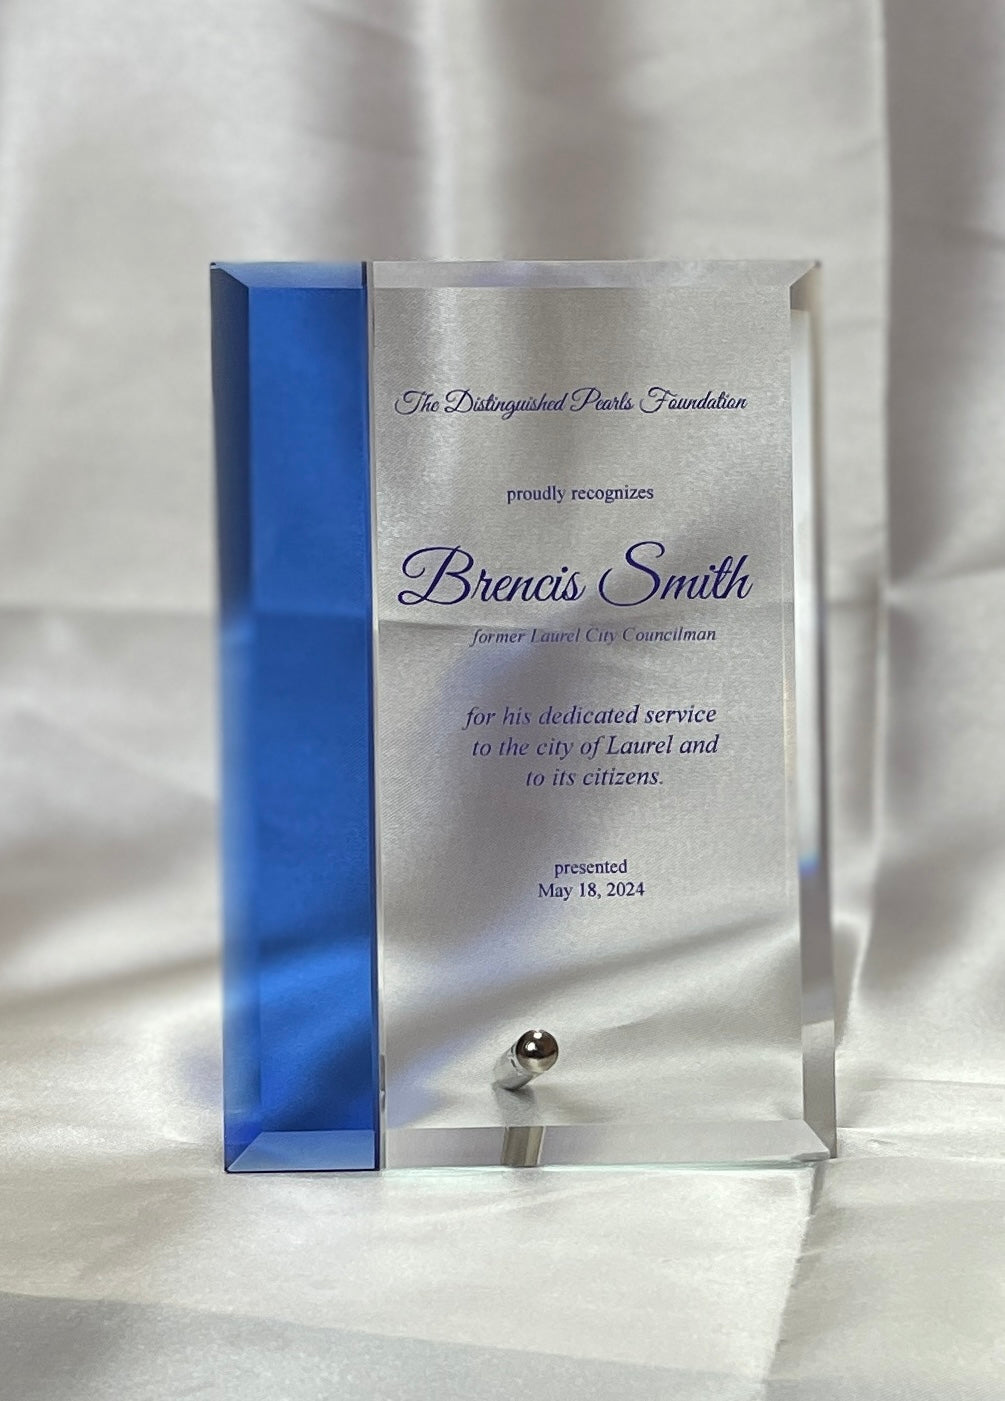 The Distinguished Pearls Foundation
proudly recognizes
Brencis Smith
former Laurel City Councilman
for his dedicated service
to the city of Laurel and
to its citizens.
presented
May 18, 2024